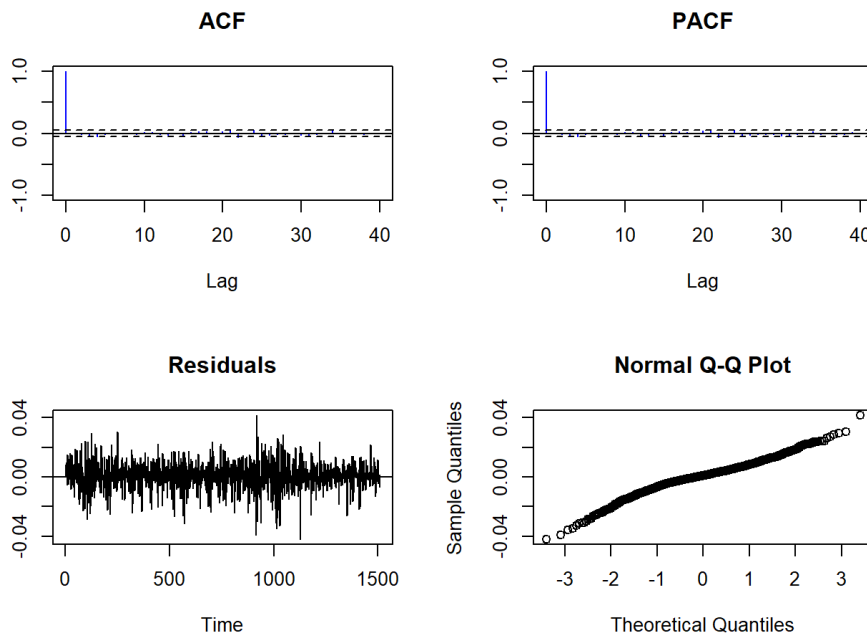 ACF
1.0
0.0
-1.0
0 10 20 30 40
Lag
PACF
1.0
0.0
-1.0
0 10 20 30 40
Lag
Residuals
0.04
0.00
-0.04
0 500 1000 1500
Time
Normal Q-Q Plot
Sample Quantiles
0.04
0.00
-0.04
-3 -2 -1 0 1 2 3
Theoretical Quantiles